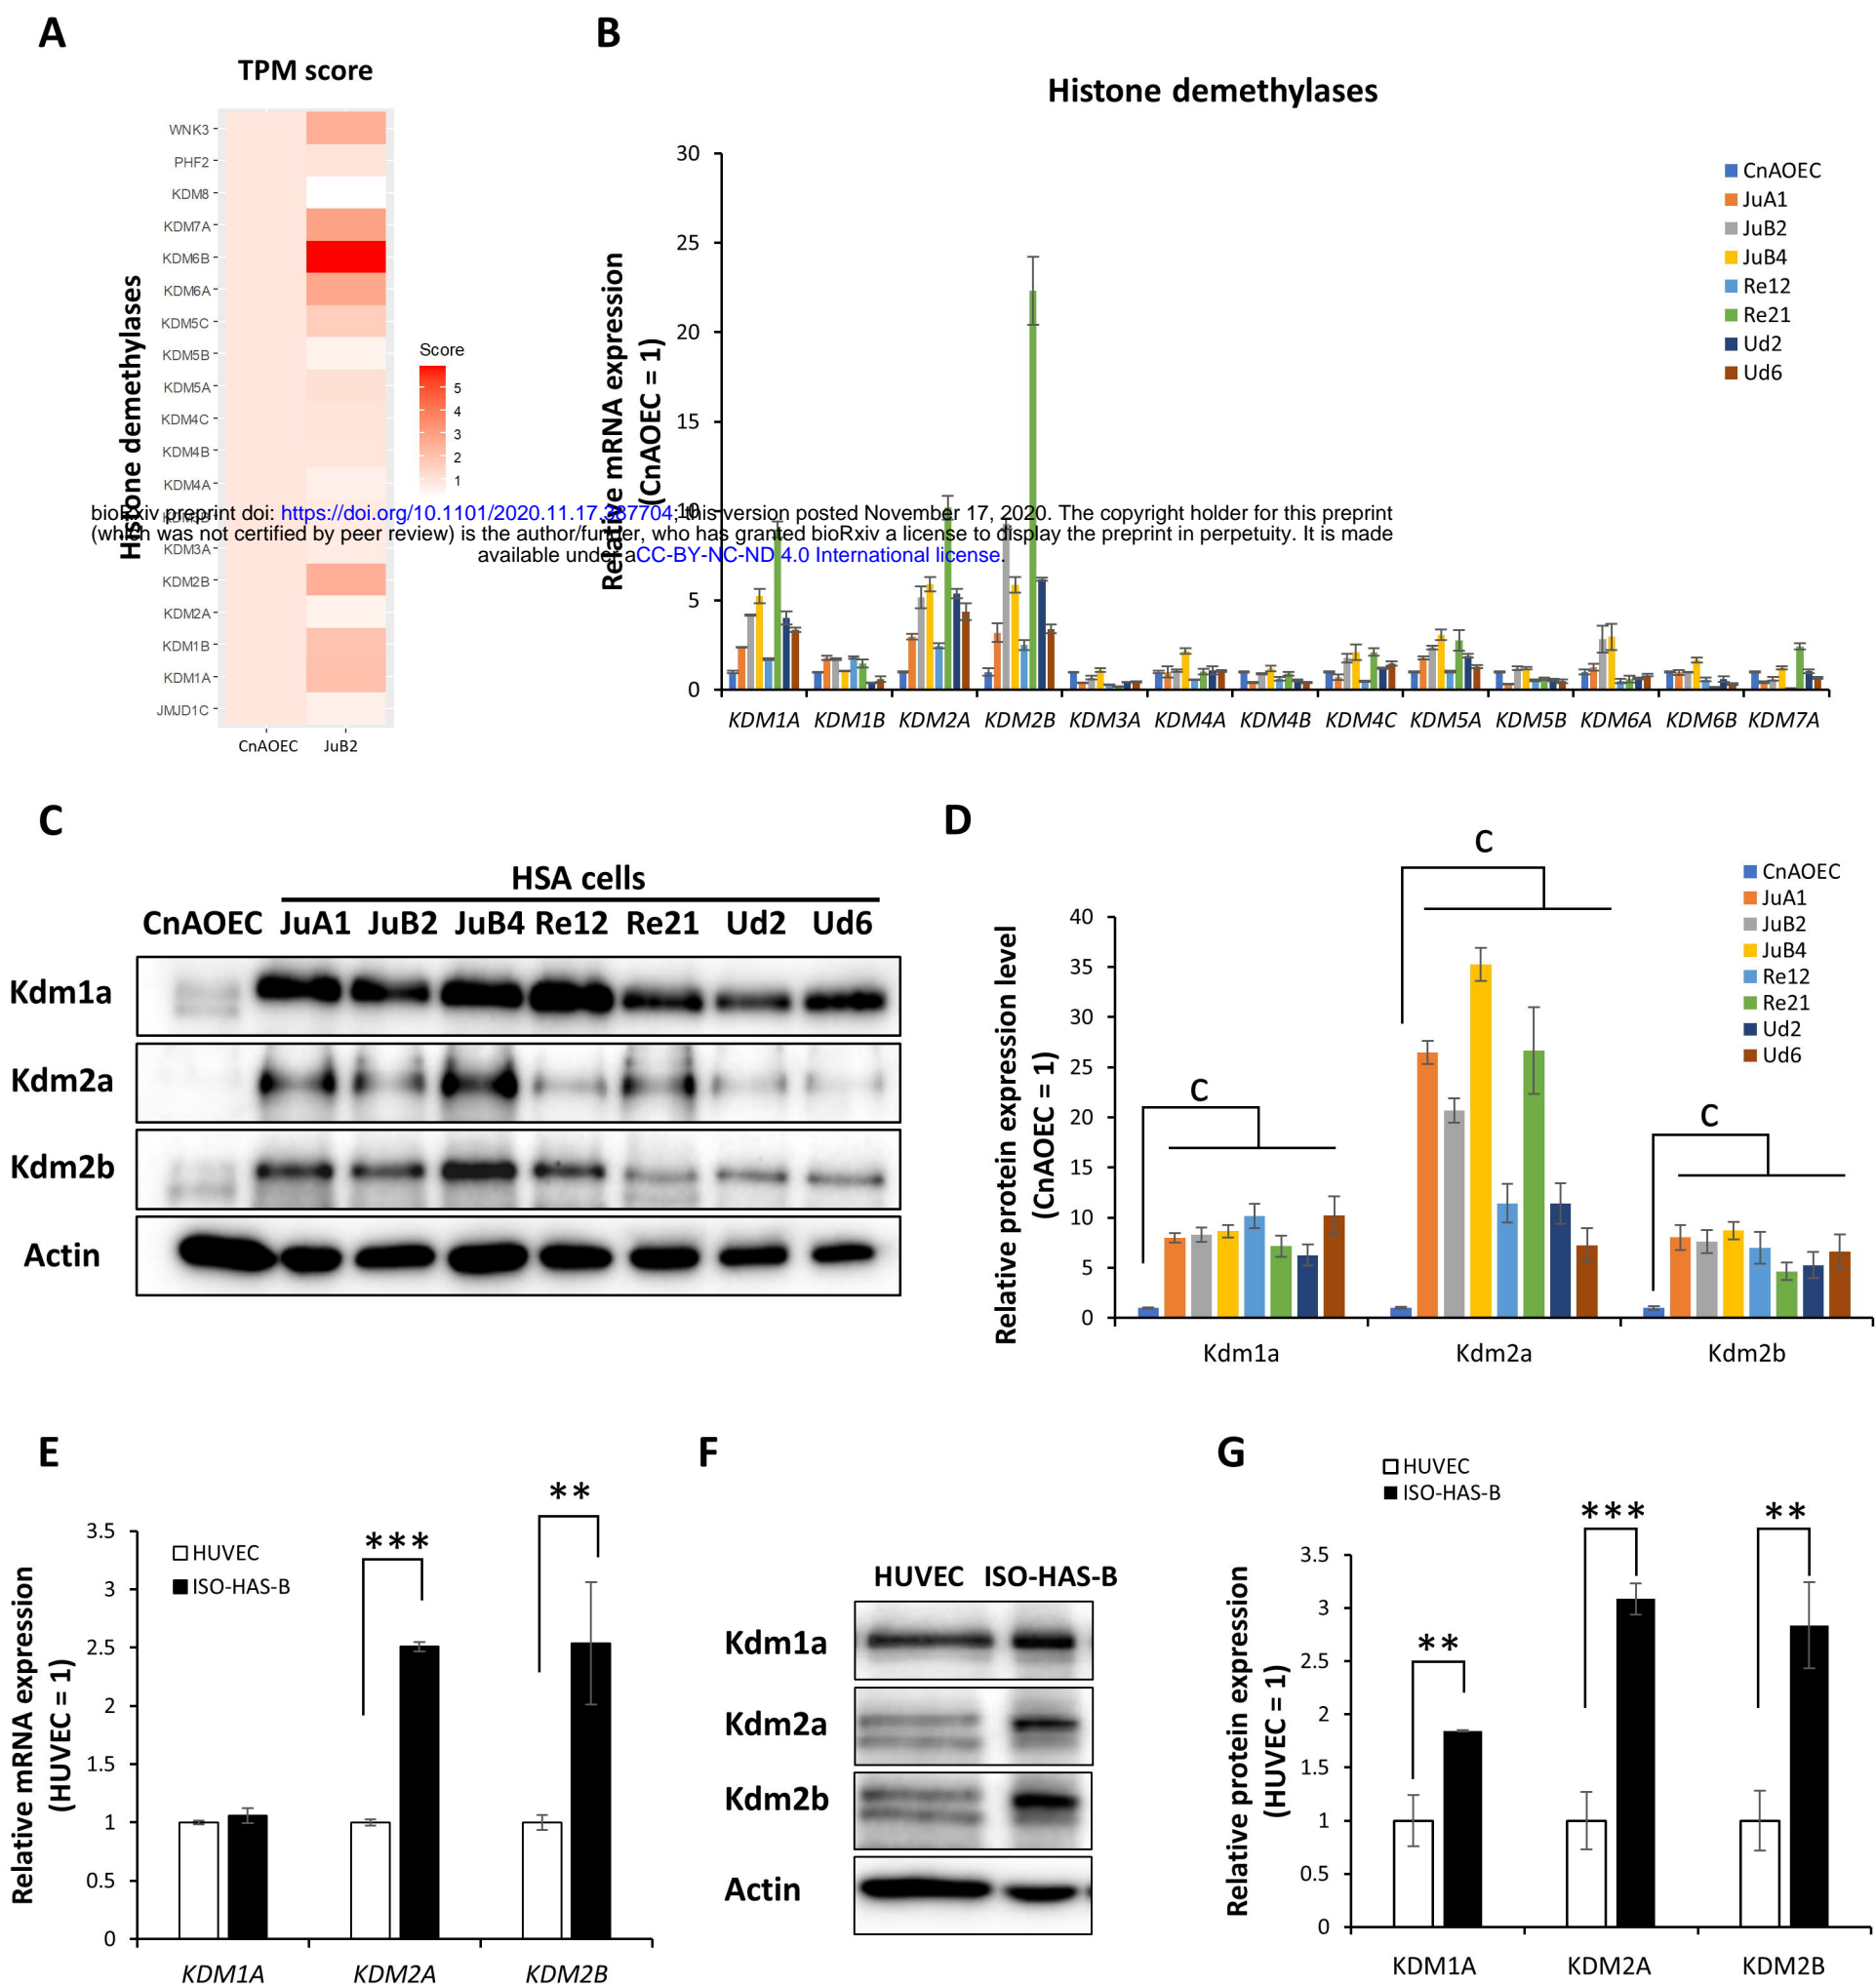 A
TPM score
Histone demethylases
WNK3
PHF2
KDM8
KDM7A
KDM6B
KDM6A
KDM5C
KDM5B
KDM5A
KDM4C
KDM4B
KDM4A
KDM3A
KDM2B
KDM2A
KDM1B
KDM1A
JMJD1C
CnAOEC JuB2
Score
5
4
3
2
1
B
Histone demethylases
Relative mRNA expression
(CnAOEC = 1)
30
25
20
15
10
5
0
KDM1A KDM1B KDM2A KDM2B KDM3A KDM4A KDM4B KDM4C KDM5A KDM5B KDM6A KDM6B KDM7A
CnAOEC
JuA1
JuB2
JuB4
Re12
Re21
Ud2
Ud6
bioRxiv preprint doi: https://doi.org/10.1101/2020.11.17.387704; this version posted November 17, 2020. The copyright holder for this preprint
(which was not certified by peer review) is the author/funder, who has granted bioRxiv a license to display the preprint in perpetuity. It is made
available under aCC-BY-NC-ND 4.0 International license.
C
HSA cells
CnAOEC JuA1 JuB2 JuB4 Re12 Re21 Ud2 Ud6
Kdm1a
Kdm2a
Kdm2b
Actin
D
Relative protein expression level
(CnAOEC = 1)
40
35
30
25
20
15
10
5
0
C
C
C
Kdm1a Kdm2a Kdm2b
CnAOEC
JuA1
JuB2
JuB4
Re12
Re21
Ud2
Ud6
E
Relative mRNA expression
(HUVEC = 1)
3.5
3
2.5
2
1.5
1
0.5
0
HUVEC
ISO-HAS-B
***
**
KDM1A KDM2A KDM2B
F
HUVEC ISO-HAS-B
Kdm1a
Kdm2a
Kdm2b
Actin
G
HUVEC
ISO-HAS-B
Relative protein expression
(HUVEC = 1)
3.5
3
2.5
2
1.5
1
0.5
0
**
***
**
KDM1A KDM2A KDM2B